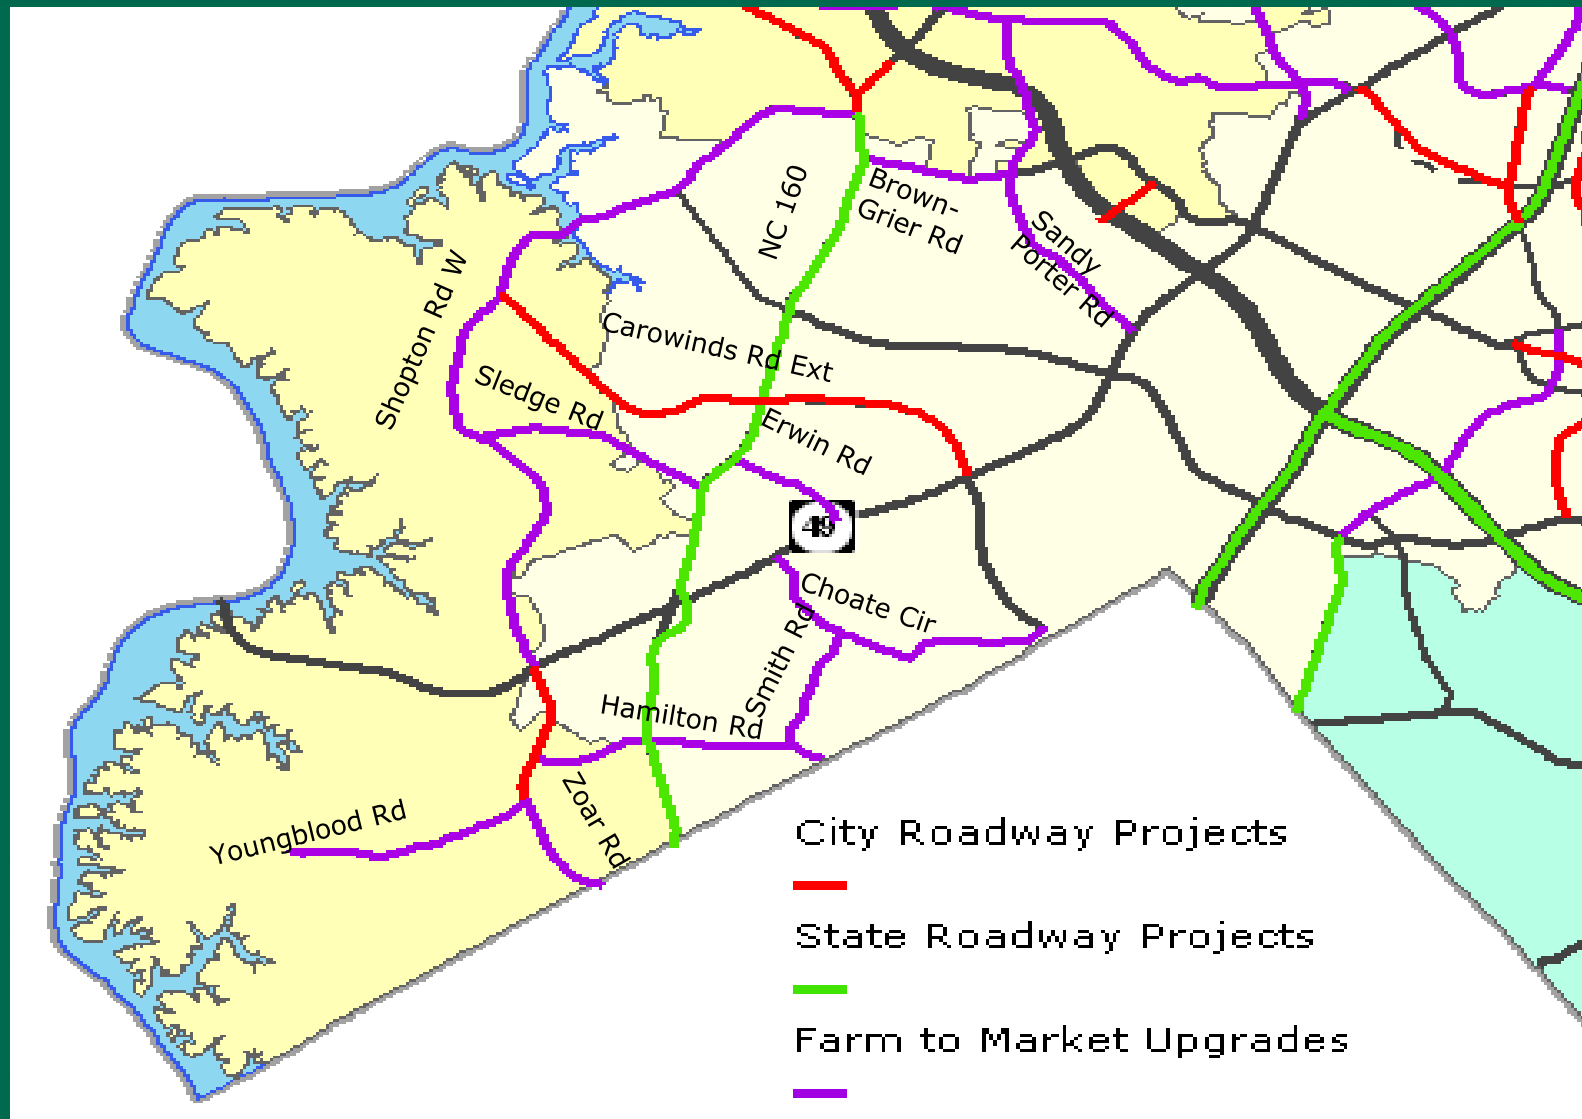 NC 160
Brown-
Grier Rd
Sandy
Porter Rd
Shopton Rd W
Carowinds Rd Ext
Sledge Rd
Erwin Rd
49
Choate Cir
Smith Rd
Hamilton Rd
Zoar Rd
Youngblood Rd
City Roadway Projects
State Roadway Projects
Farm to Market Upgrades